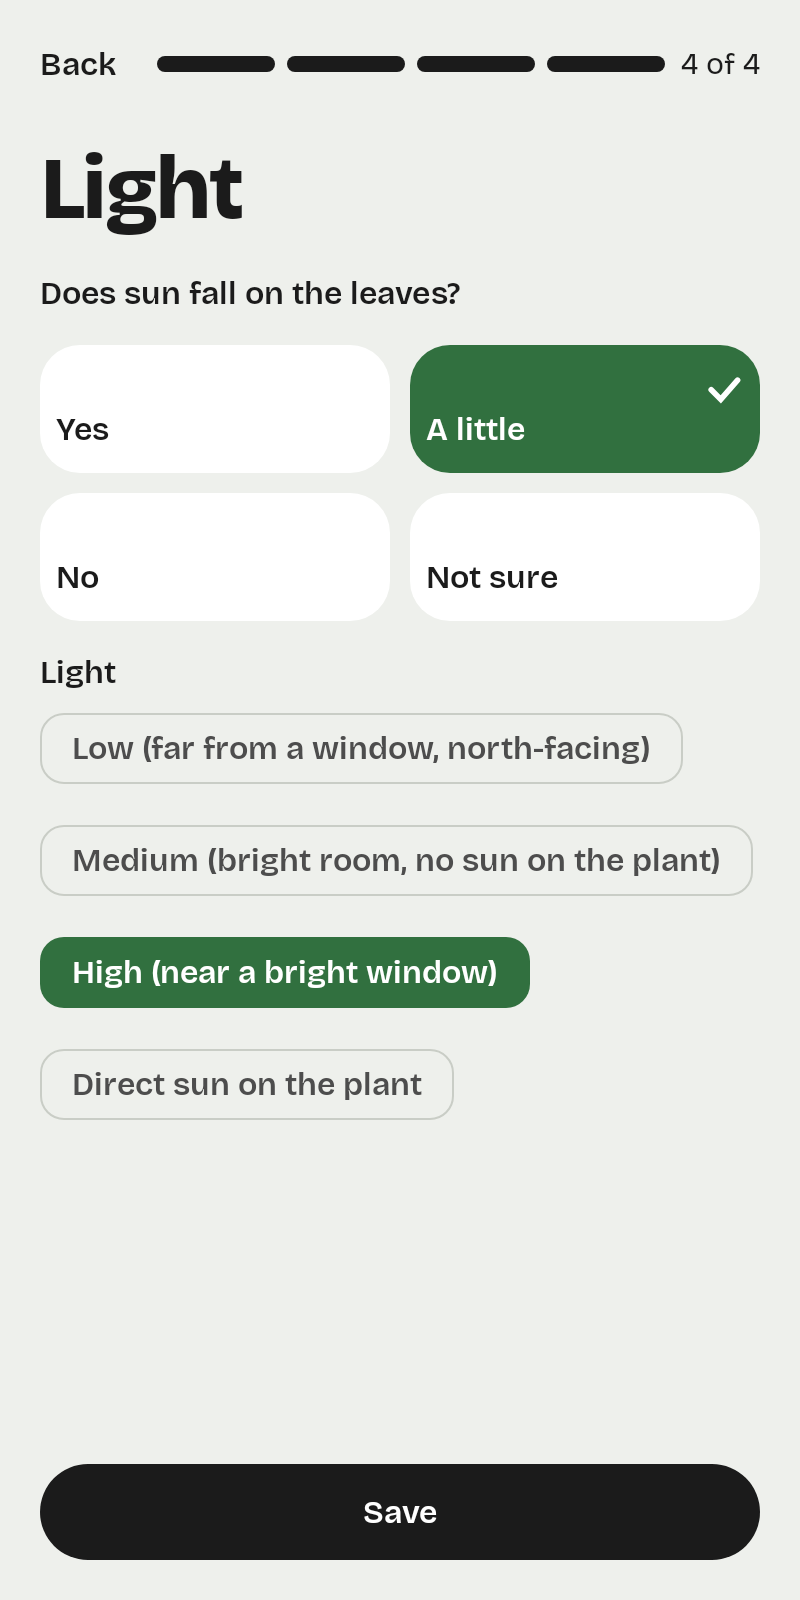 Back
4 of 4
Light
Does sun fall on the leaves?
Yes
A little
No
Not sure
Light
Low (far from a window, north-facing)
Medium (bright room, no sun on the plant)
High (near a bright window)
Direct sun on the plant
Save